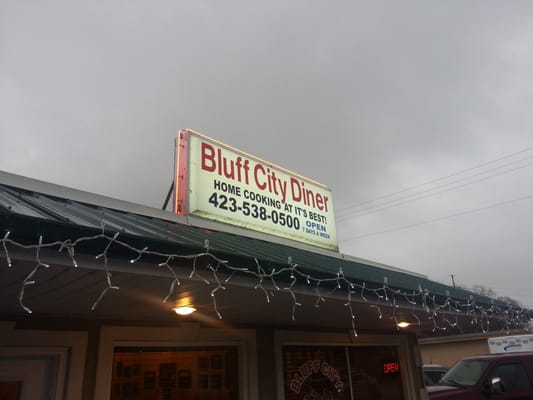 Bluff City Diner
HOME COOKING AT IT'S BEST!
423-538-0500
OPEN
7 DAYS A WEEK
BLUFF CITY
OPEN